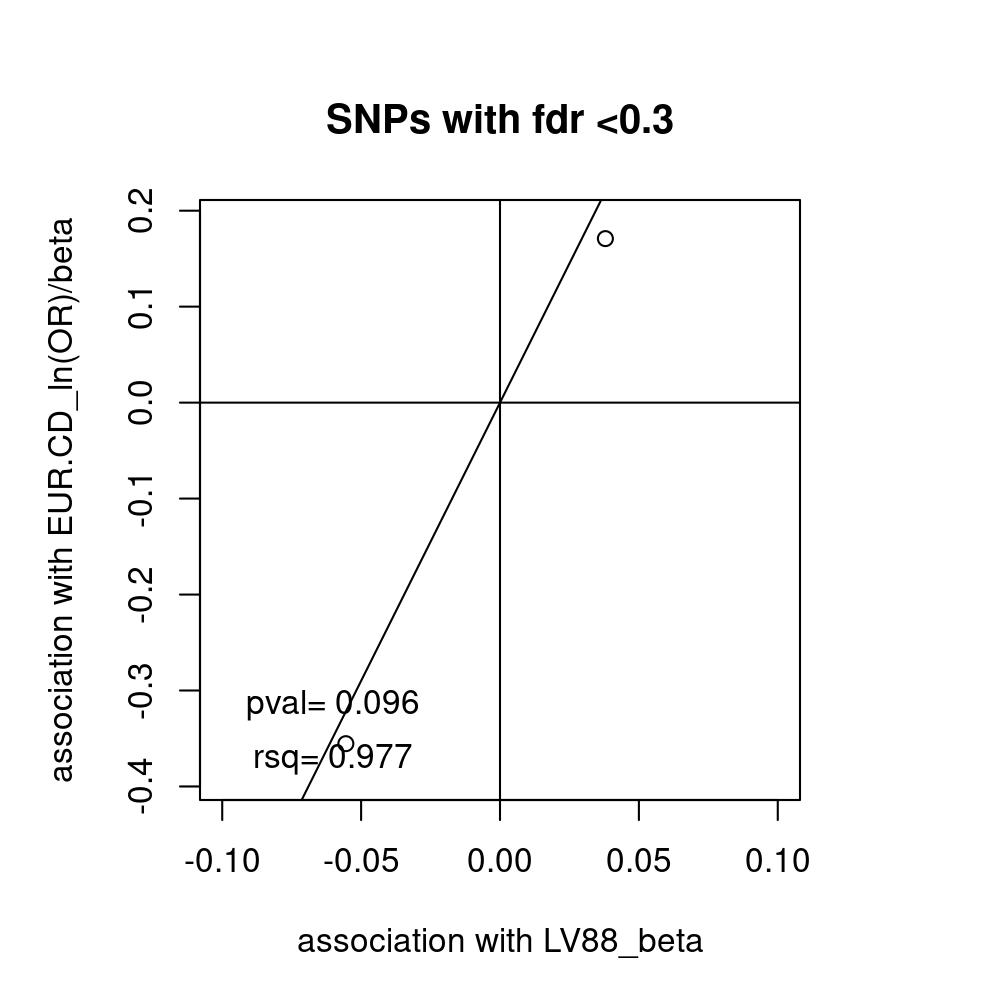 SNPs with fdr <0.3
association with EUR.CD_ln(OR)/beta
0.2
0.1
0.0
-0.1
-0.2
-0.3
-0.4
pval= 0.096
rsq= 0.977
-0.10
-0.05
0.00
0.05
0.10
association with LV88_beta